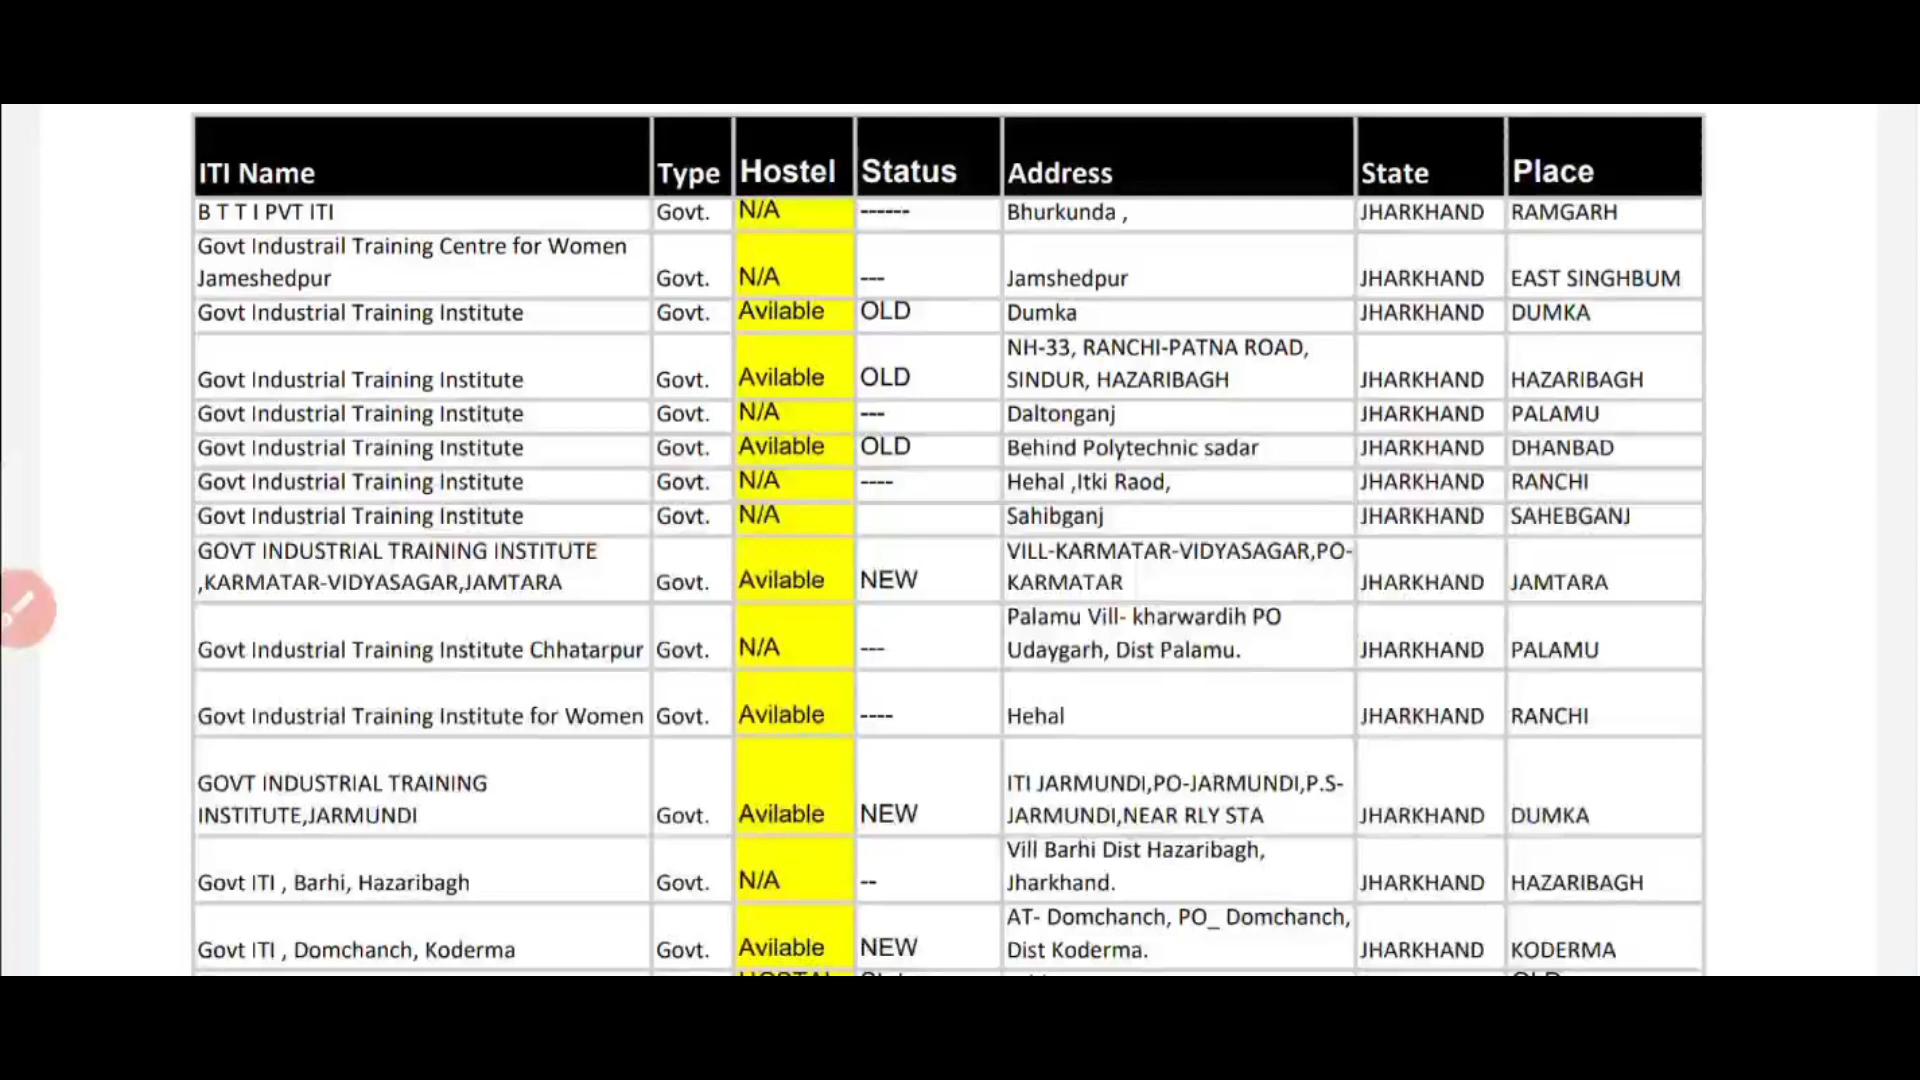 ITI Name Type Hostel Status Address State Place
B T T I PVT ITI Govt. N/A ------ Bhurkunda , JHARKHAND RAMGARH
Govt Industrail Training Centre for Women
Jameshedpur Govt. N/A --- Jamshedpur JHARKHAND EAST SINGHBUM
Govt Industrial Training Institute Govt. Avilable OLD Dumka JHARKHAND DUMKA
NH-33, RANCHI-PATNA ROAD,
Govt Industrial Training Institute Govt. Avilable OLD SINDUR, HAZARIBAGH JHARKHAND HAZARIBAGH
Govt Industrial Training Institute Govt. N/A --- Daltonganj JHARKHAND PALAMU
Govt Industrial Training Institute Govt. Avilable OLD Behind Polytechnic sadar JHARKHAND DHANBAD
Govt Industrial Training Institute Govt. N/A ---- Hehal ,Itki Raod, JHARKHAND RANCHI
Govt Industrial Training Institute Govt. N/A Sahibganj JHARKHAND SAHEBGANJ
GOVT INDUSTRIAL TRAINING INSTITUTE VILL-KARMATAR-VIDYASAGAR,PO-
,KARMATAR-VIDYASAGAR,JAMTARA Govt. Avilable NEW KARMATAR JHARKHAND JAMTARA
Palamu Vill- kharwardih PO
Govt Industrial Training Institute Chhatarpur Govt. N/A --- Udaygarh, Dist Palamu. JHARKHAND PALAMU
Govt Industrial Training Institute for Women Govt. Avilable ---- Hehal JHARKHAND RANCHI
GOVT INDUSTRIAL TRAINING ITI JARMUNDI,PO-JARMUNDI,P.S-
INSTITUTE,JARMUNDI Govt. Avilable NEW JARMUNDI,NEAR RLY STA JHARKHAND DUMKA
Vill Barhi Dist Hazaribagh,
Govt ITI , Barhi, Hazaribagh Govt. N/A -- Jharkhand. JHARKHAND HAZARIBAGH
AT- Domchanch, PO_ Domchanch,
Govt ITI , Domchanch, Koderma Govt. Avilable NEW Dist Koderma. JHARKHAND KODERMA